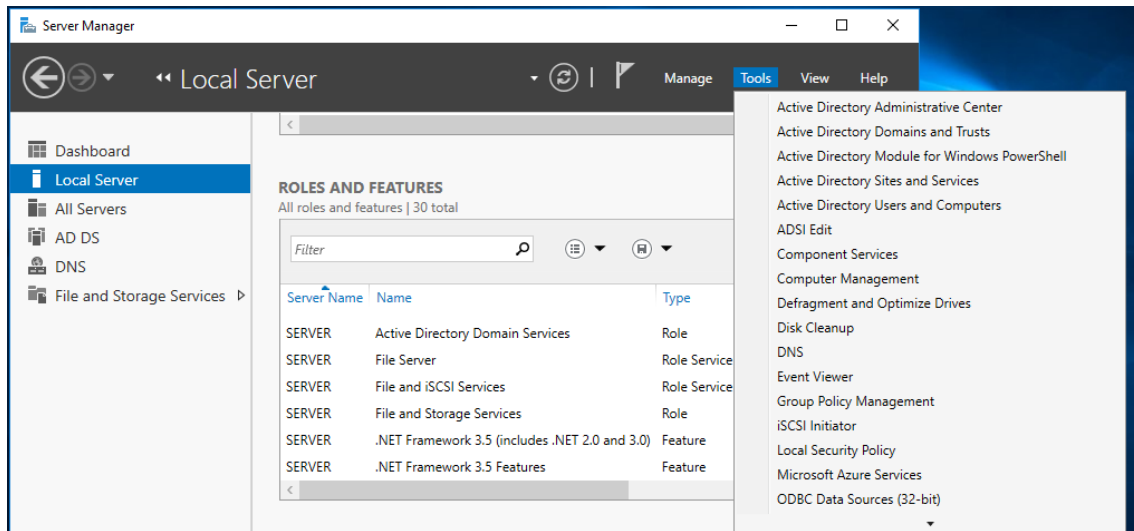 Server Manager
Local Server
Manage Tools View Help
Dashboard
Local Server
All Servers
AD DS
DNS
File and Storage Services
ROLES AND FEATURES
All roles and features | 30 total
Filter
Server Name Name Type
SERVER Active Directory Domain Services Role
SERVER File Server Role Service
SERVER File and iSCSI Services Role Service
SERVER File and Storage Services Role
SERVER .NET Framework 3.5 (includes .NET 2.0 and 3.0) Feature
SERVER .NET Framework 3.5 Features Feature
Active Directory Administrative Center
Active Directory Domains and Trusts
Active Directory Module for Windows PowerShell
Active Directory Sites and Services
Active Directory Users and Computers
ADSI Edit
Component Services
Computer Management
Defragment and Optimize Drives
Disk Cleanup
DNS
Event Viewer
Group Policy Management
iSCSI Initiator
Local Security Policy
Microsoft Azure Services
ODBC Data Sources (32-bit)